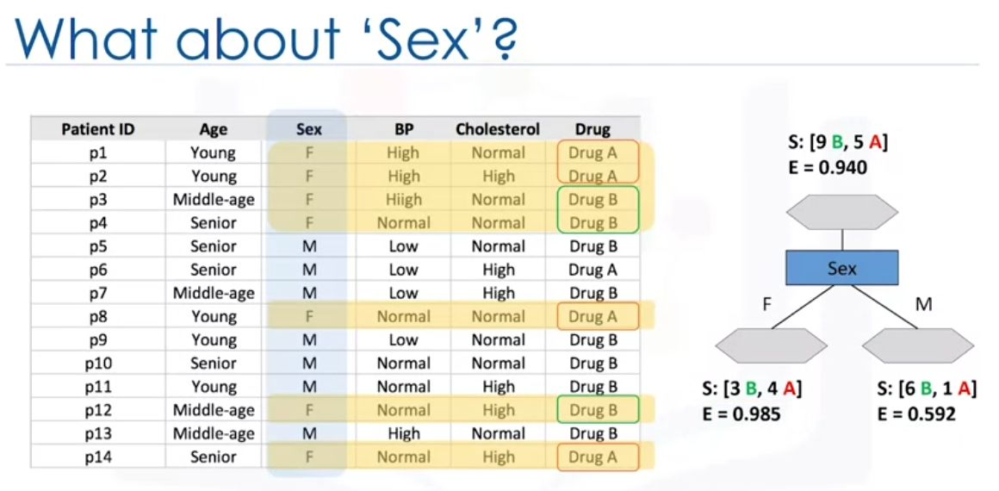 What about ‘Sex’?
Patient ID Age Sex BP Cholesterol Drug
p1 Young F High Normal Drug A
p2 Young F High High Drug A
p3 Middle-age F Hiigh Normal Drug B
p4 Senior F Normal Normal Drug B
p5 Senior M Low Normal Drug B
p6 Senior M Low High Drug A
p7 Middle-age M Low High Drug B
p8 Young F Normal Normal Drug A
p9 Young M Low Normal Drug B
p10 Senior M Normal Normal Drug B
p11 Young M Normal High Drug B
p12 Middle-age F Normal High Drug B
p13 Middle-age M High Normal Drug B
p14 Senior F Normal High Drug A
S: [9 B, 5 A]
E = 0.940
Sex
F M
S: [3 B, 4 A] S: [6 B, 1 A]
E = 0.985 E = 0.592